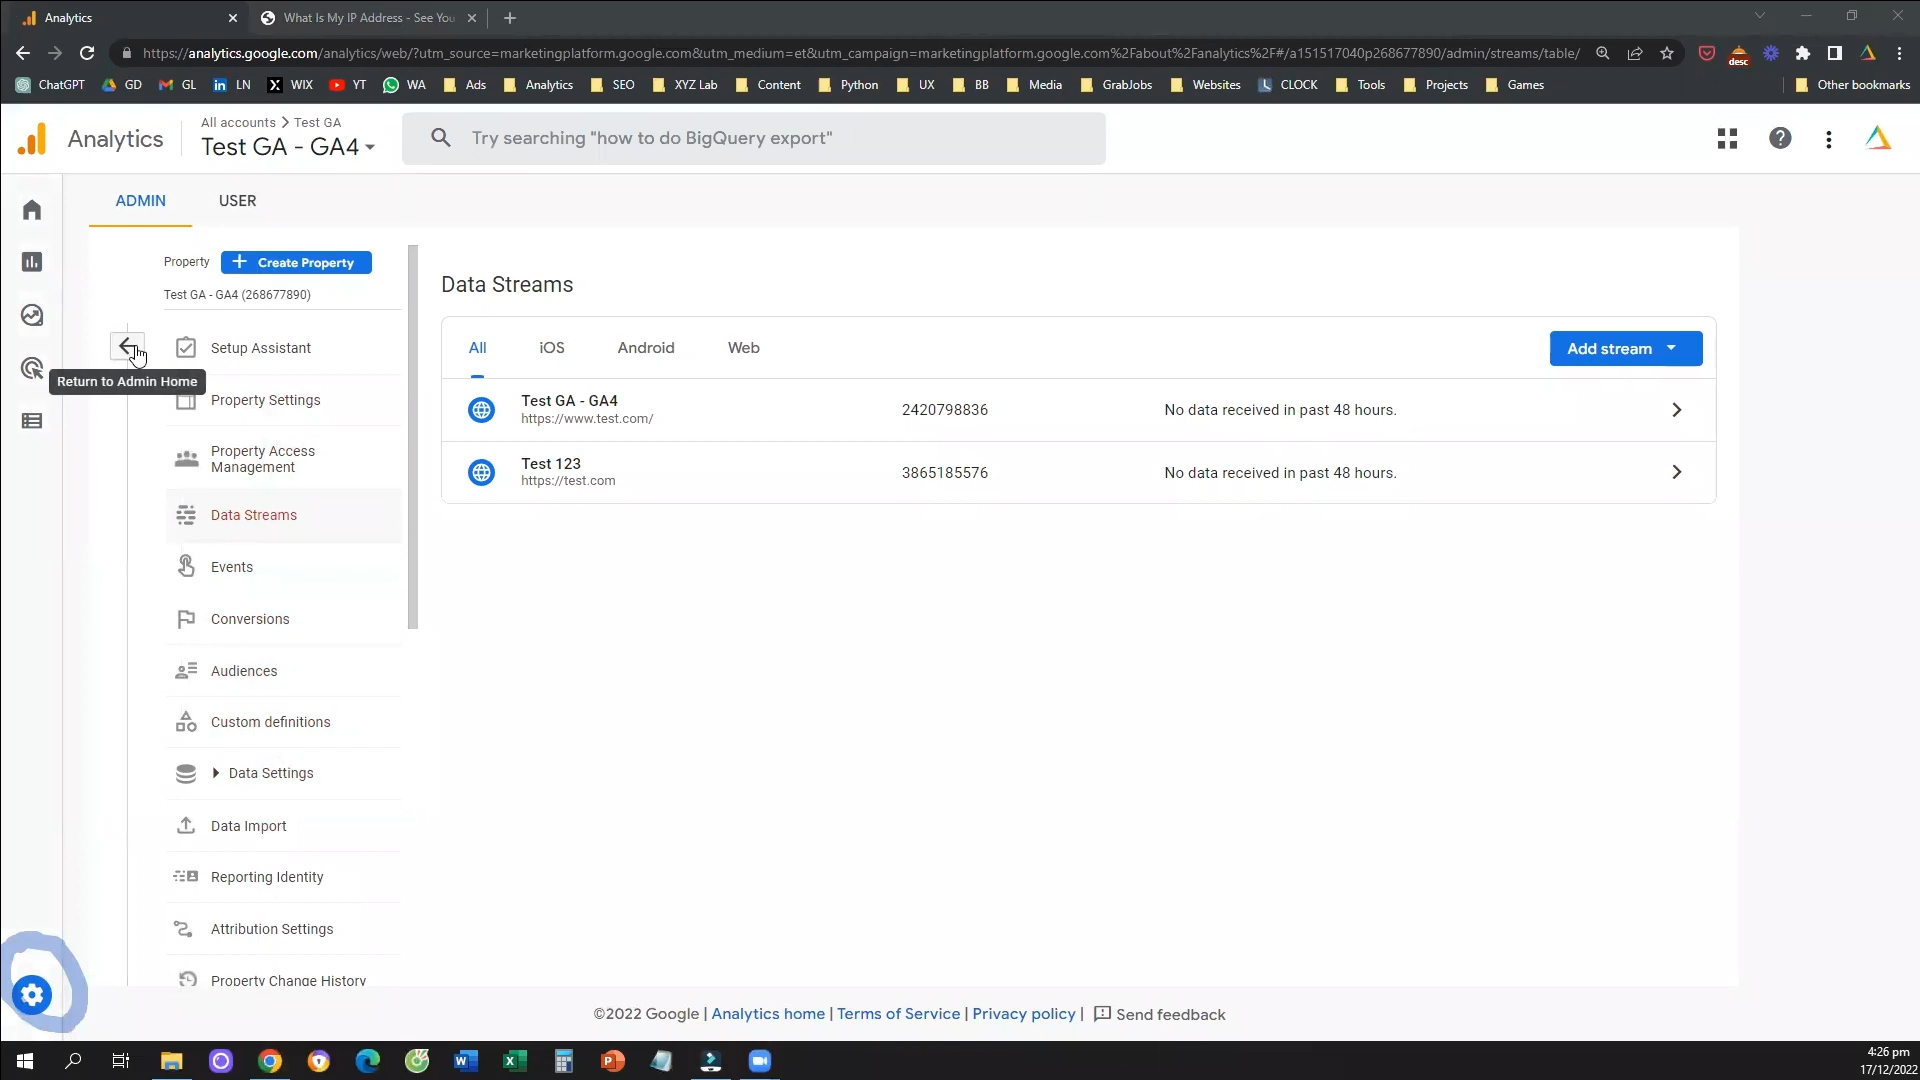 Analytics
What Is My IP Address - See You
https://analytics.google.com/analytics/web/?utm_source=marketingplatform.google.com&utm_medium=et&utm_campaign=marketingplatform.google.com%2Fabout%2Fanalytics%2F#/a151517040p268677890/admin/streams/table/
desc
ChatGPT GD GL LN WIX YT WA Ads Analytics SEO XYZ Lab Content Python UX BB Media GrabJobs Websites CLOCK Tools Projects Games Other bookmarks
Analytics
All accounts > Test GA
Test GA - GA4
Try searching "how to do BigQuery export"
ADMIN USER
Property
+ Create Property
Test GA - GA4 (268677890)
Return to Admin Home
Setup Assistant
Property Settings
Property Access
Management
Data Streams
Events
Conversions
Audiences
Custom definitions
Data Settings
Data Import
Reporting Identity
Attribution Settings
Property Change History
Data Streams
All iOS Android Web
Add stream
Test GA - GA4
https://www.test.com/
2420798836
No data received in past 48 hours.
Test 123
https://test.com
3865185576
No data received in past 48 hours.
©2022 Google | Analytics home | Terms of Service | Privacy policy | Send feedback
4:26 pm
17/12/2022